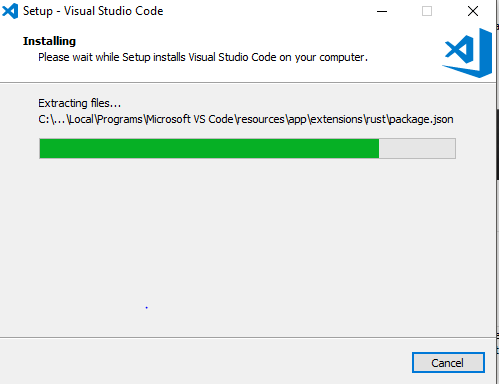 Setup - Visual Studio Code
Installing
Please wait while Setup installs Visual Studio Code on your computer.
Extracting files...
C:\...\Local\Programs\Microsoft VS Code\resources\app\extensions\rust\package.json
Cancel